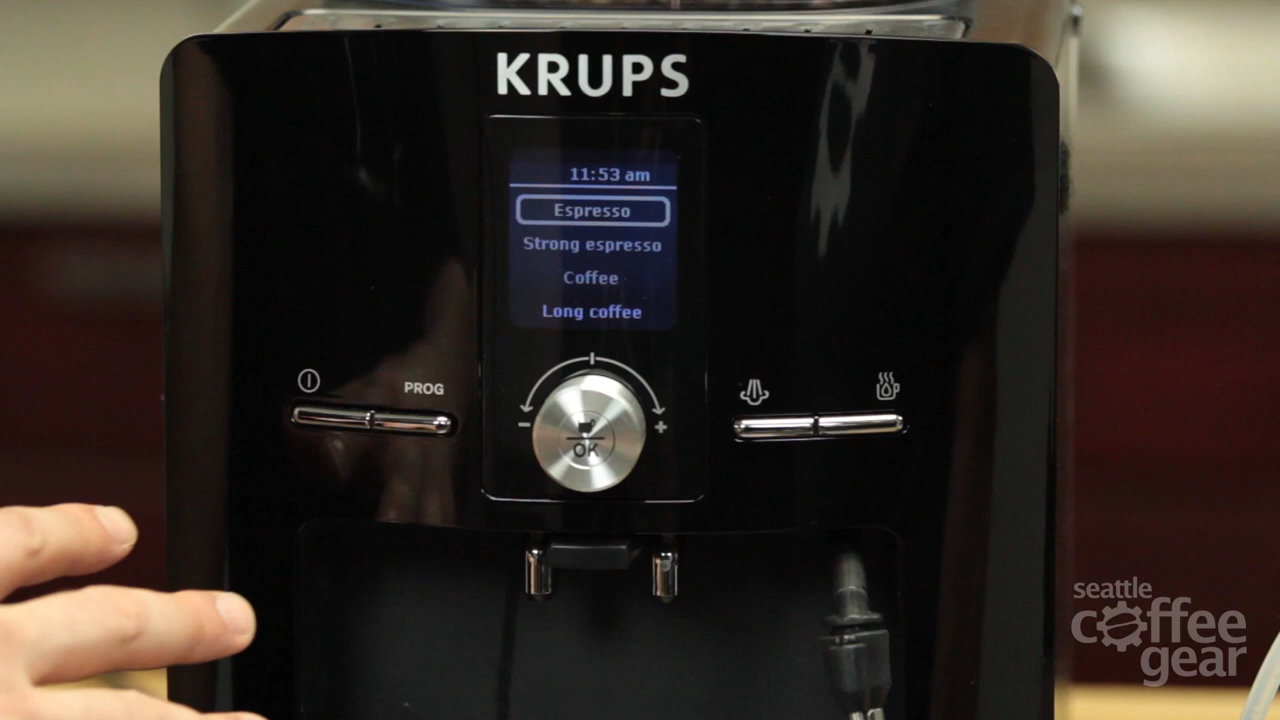 KRUPS
11:53 am
Espresso
Strong espresso
Coffee
Long coffee
PROG
- +
OK
seattle
coffee
gear